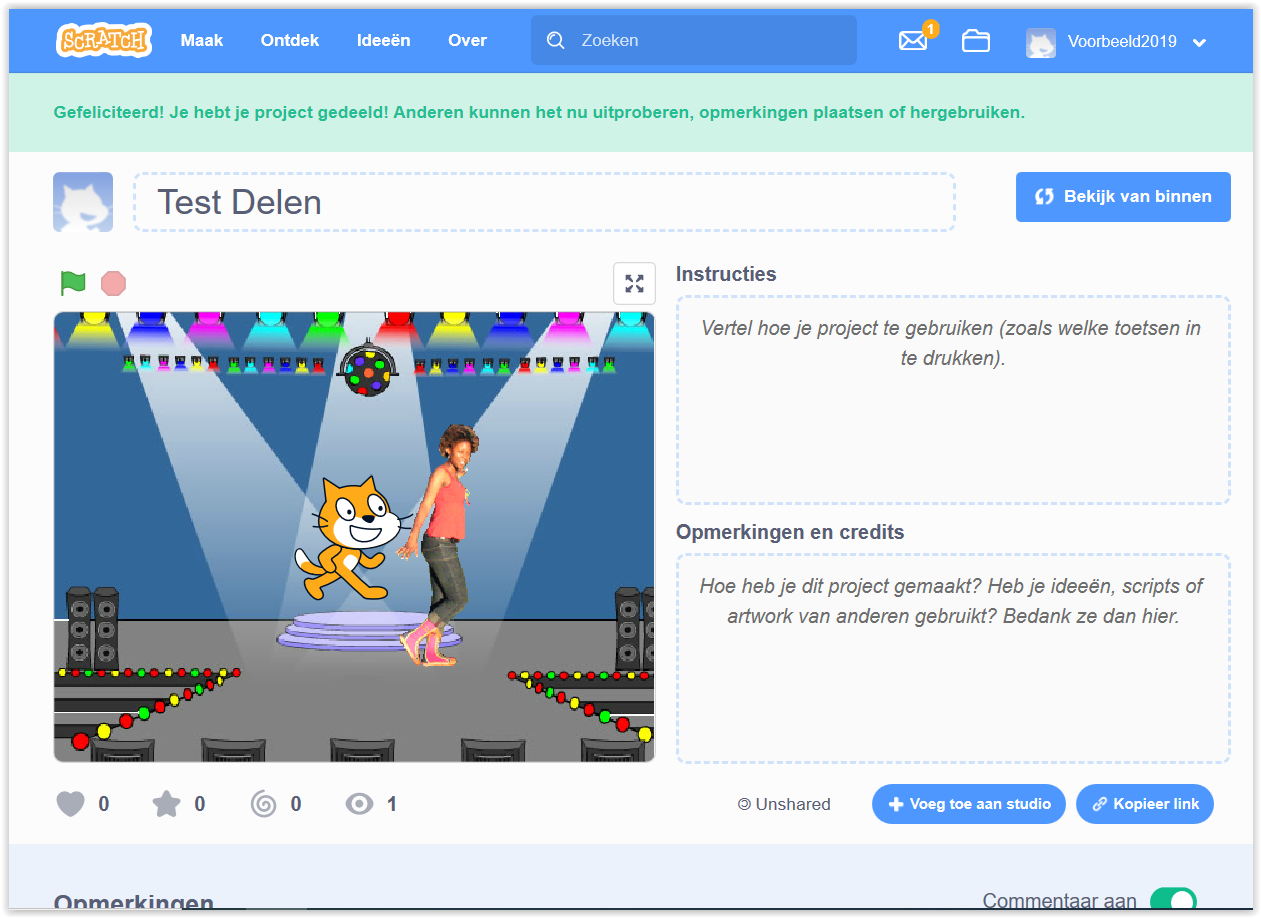 SCRATCH Maak Ontdek Ideeën Over Zoeken 1 Voorbeeld2019
Gefeliciteerd! Je hebt je project gedeeld! Anderen kunnen het nu uitproberen, opmerkingen plaatsen of hergebruiken.
Test Delen
Bekijk van binnen
Instructies
Vertel hoe je project te gebruiken (zoals welke toetsen in
te drukken).
Opmerkingen en credits
Hoe heb je dit project gemaakt? Heb je ideeën, scripts of
artwork van anderen gebruikt? Bedank ze dan hier.
0 0 0 1
Unshared Voeg toe aan studio Kopieer link
Opmerkingen
Commentaar aan